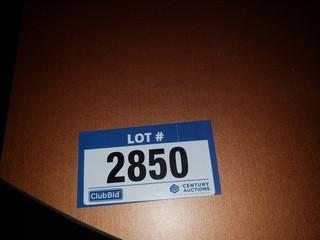 LOT #
2850
ClubBid
CENTURY
AUCTIONS